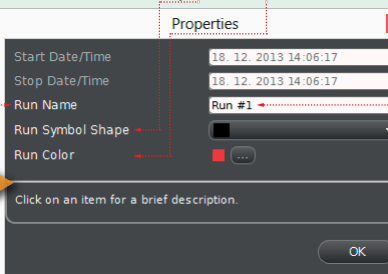 Properties
Start Date/Time 18. 12. 2013 14:06:17
Stop Date/Time 18. 12. 2013 14:06:17
Run Name Run #1
Run Symbol Shape
Run Color ...
Click on an item for a brief description.
OK